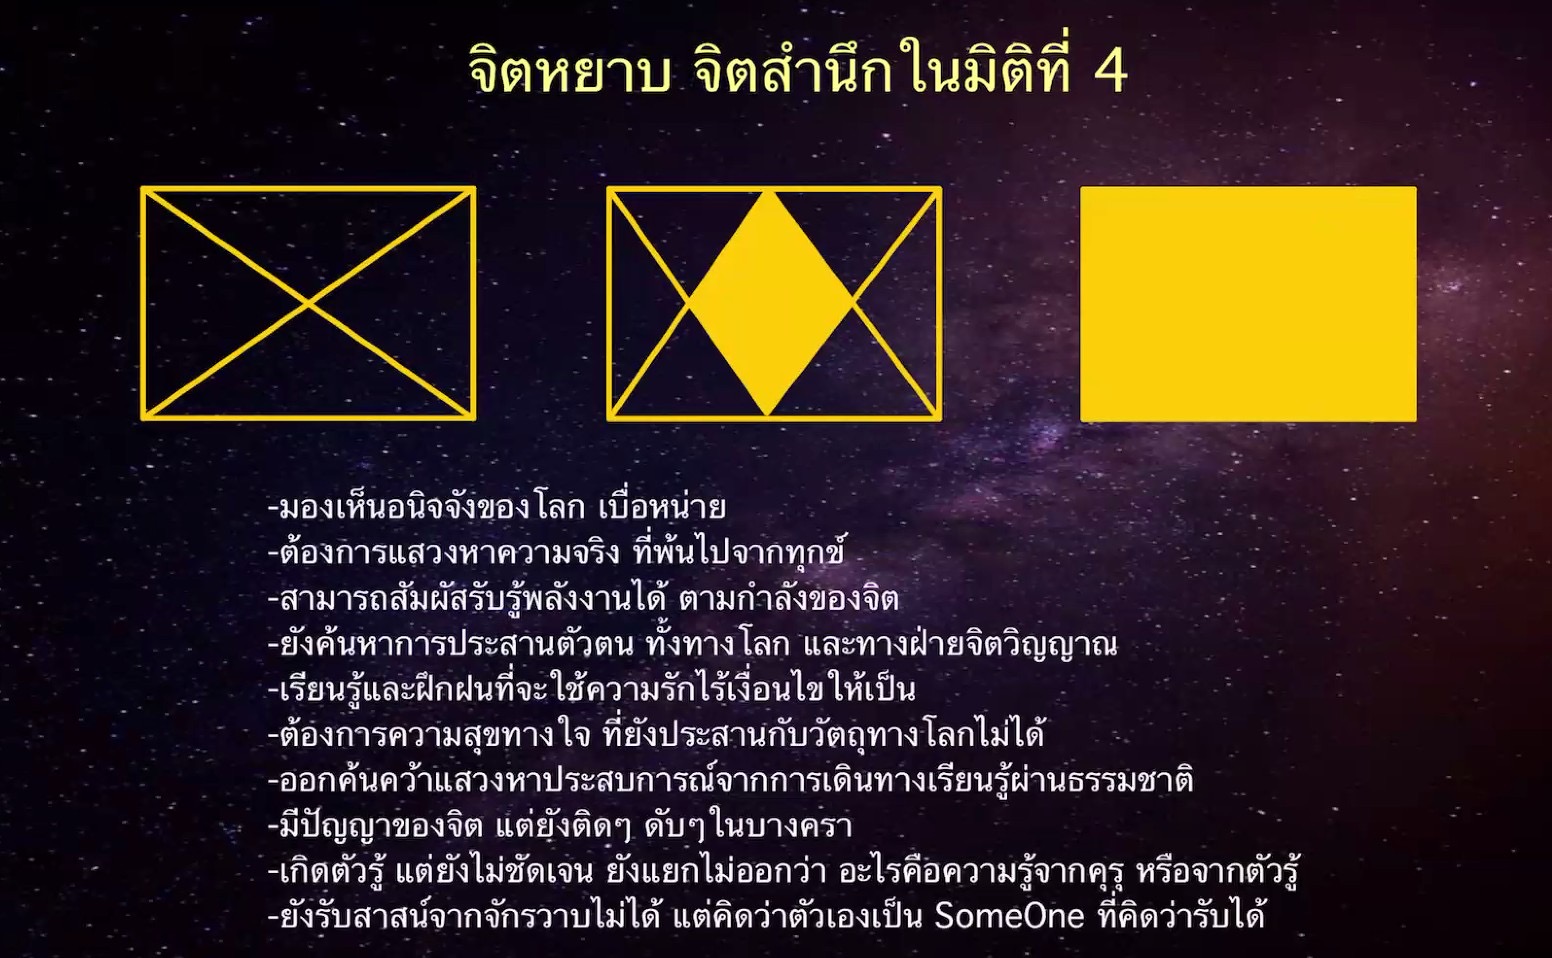 จิตหยาบ จิตสำนึกในมิติที่ 4
-มองเห็นอนิจจังของโลก เบื่อหน่าย
-ต้องการแสวงหาความจริง ที่พ้นไปจากทุกข์
-สามารถสัมผัสรับรู้พลังงานได้ ตามกำลังของจิต
-ยังค้นหาการประสานตัวตน ทั้งทางโลก และทางฝ่ายจิตวิญญาณ
-เรียนรู้และฝึกฝนที่จะใช้ความรักไร้เงื่อนไขให้เป็น
-ต้องการความสุขทางใจ ที่ยังประสานกับวัตถุทางโลกไม่ได้
-ออกค้นคว้าแสวงหาประสบการณ์จากการเดินทางเรียนรู้ผ่านธรรมชาติ
-มีปัญญาของจิต แต่ยังติดๆ ดับๆในบางครา
-เกิดตัวรู้ แต่ยังไม่ชัดเจน ยังแยกไม่ออกว่า อะไรคือความรู้จากคุรุ หรือจากตัวรู้
-ยังรับสาสน์จากจักรวาบไม่ได้ แต่คิดว่าตัวเองเป็น SomeOne ที่คิดว่ารับได้